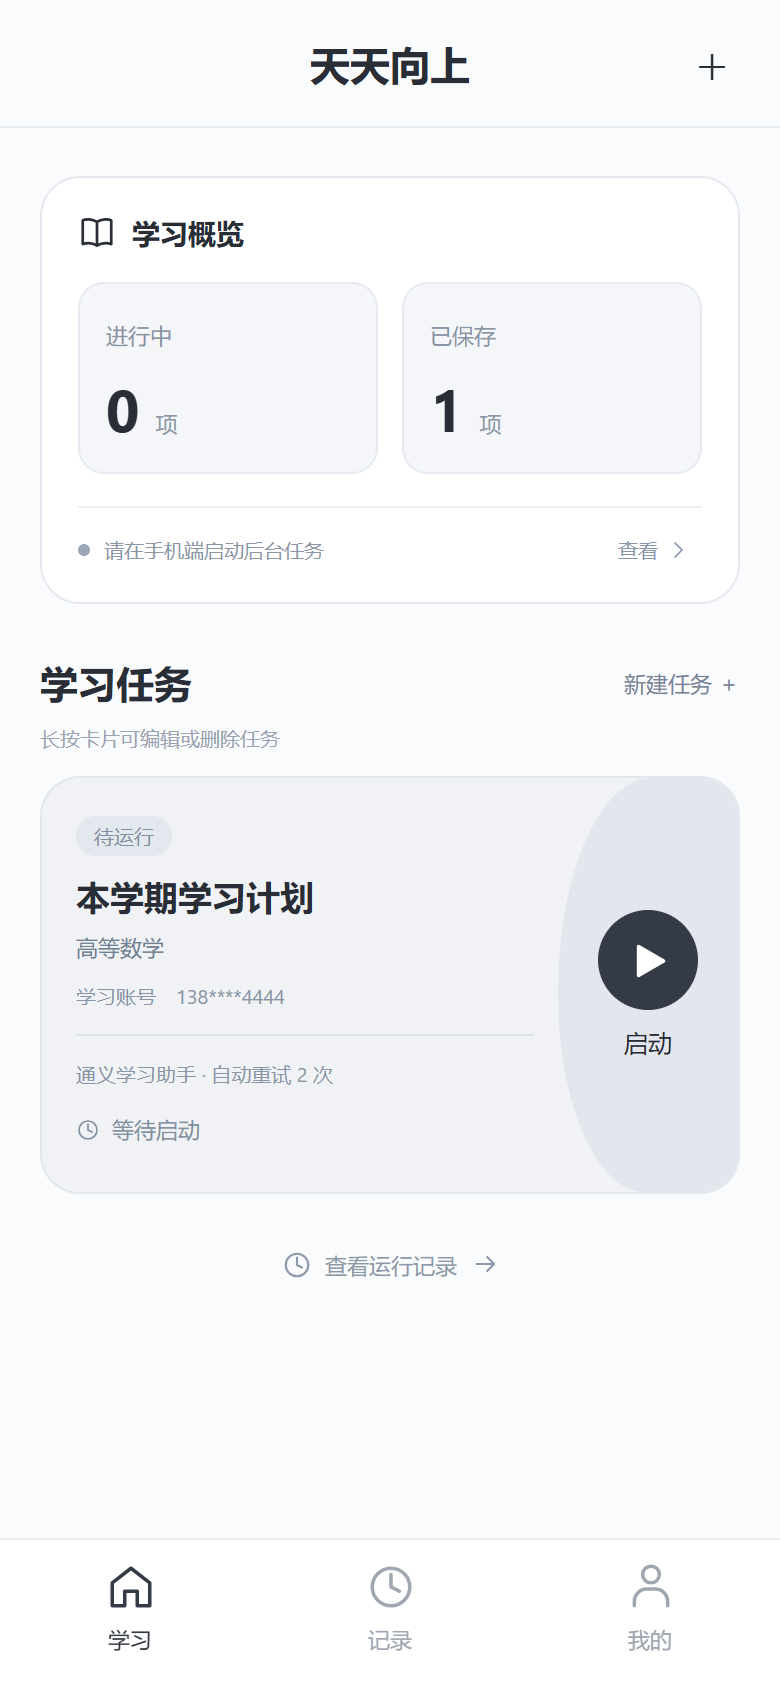 天天向上
学习概览
进行中
已保存
0 项
1 项
请在手机端启动后台任务
查看
学习任务
新建任务 +
长按卡片可编辑或删除任务
待运行
本学期学习计划
高等数学
学习账号 138****4444
启动
通义学习助手 · 自动重试 2 次
等待启动
查看运行记录
学习
记录
我的